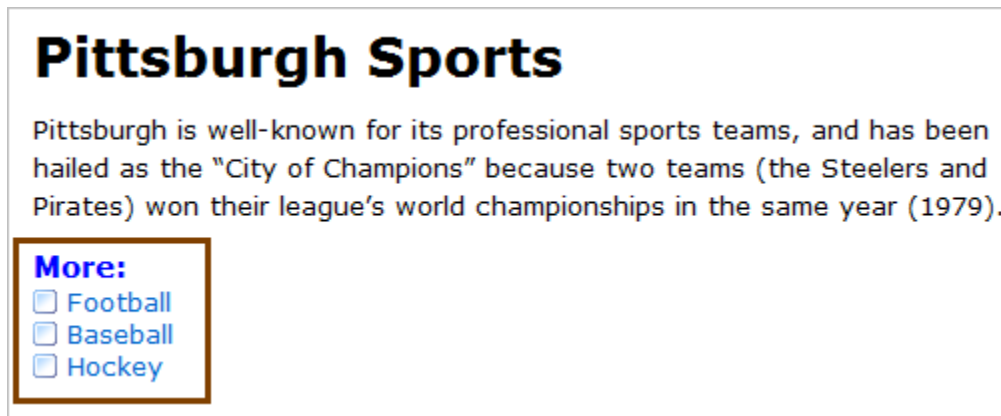 Pittsburgh Sports
Pittsburgh is well-known for its professional sports teams, and has been
hailed as the “City of Champions” because two teams (the Steelers and
Pirates) won their league’s world championships in the same year (1979).
More:
Football
Baseball
Hockey